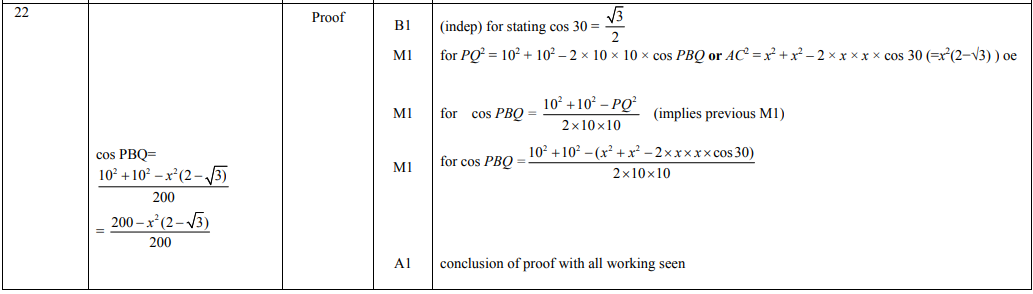 22
Proof
B1 (indep) for stating cos 30 = √3/2
M1 for PQ² = 10² + 10² – 2 × 10 × 10 × cos PBQ or AC² = x² + x² – 2 × x × x × cos 30 (=x²(2–√3) ) oe
M1 for cos PBQ = (10² + 10² – PQ²)/(2×10×10) (implies previous M1)
cos PBQ=
(10² + 10² – x²(2–√3))/200
M1 for cos PBQ = (10² + 10² – (x² + x² – 2× x × x × cos30))/(2×10×10)
= (200 – x²(2–√3))/200
A1 conclusion of proof with all working seen